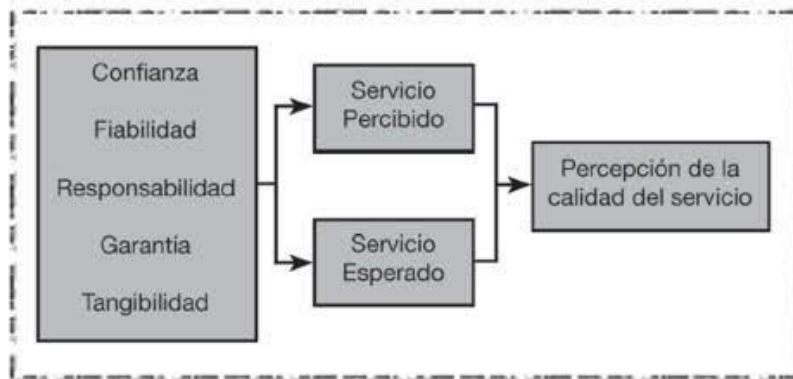 Confianza
Fiabilidad
Responsabilidad
Garantía
Tangibilidad
Servicio
Percibido
Servicio
Esperado
Percepción de la
calidad del servicio